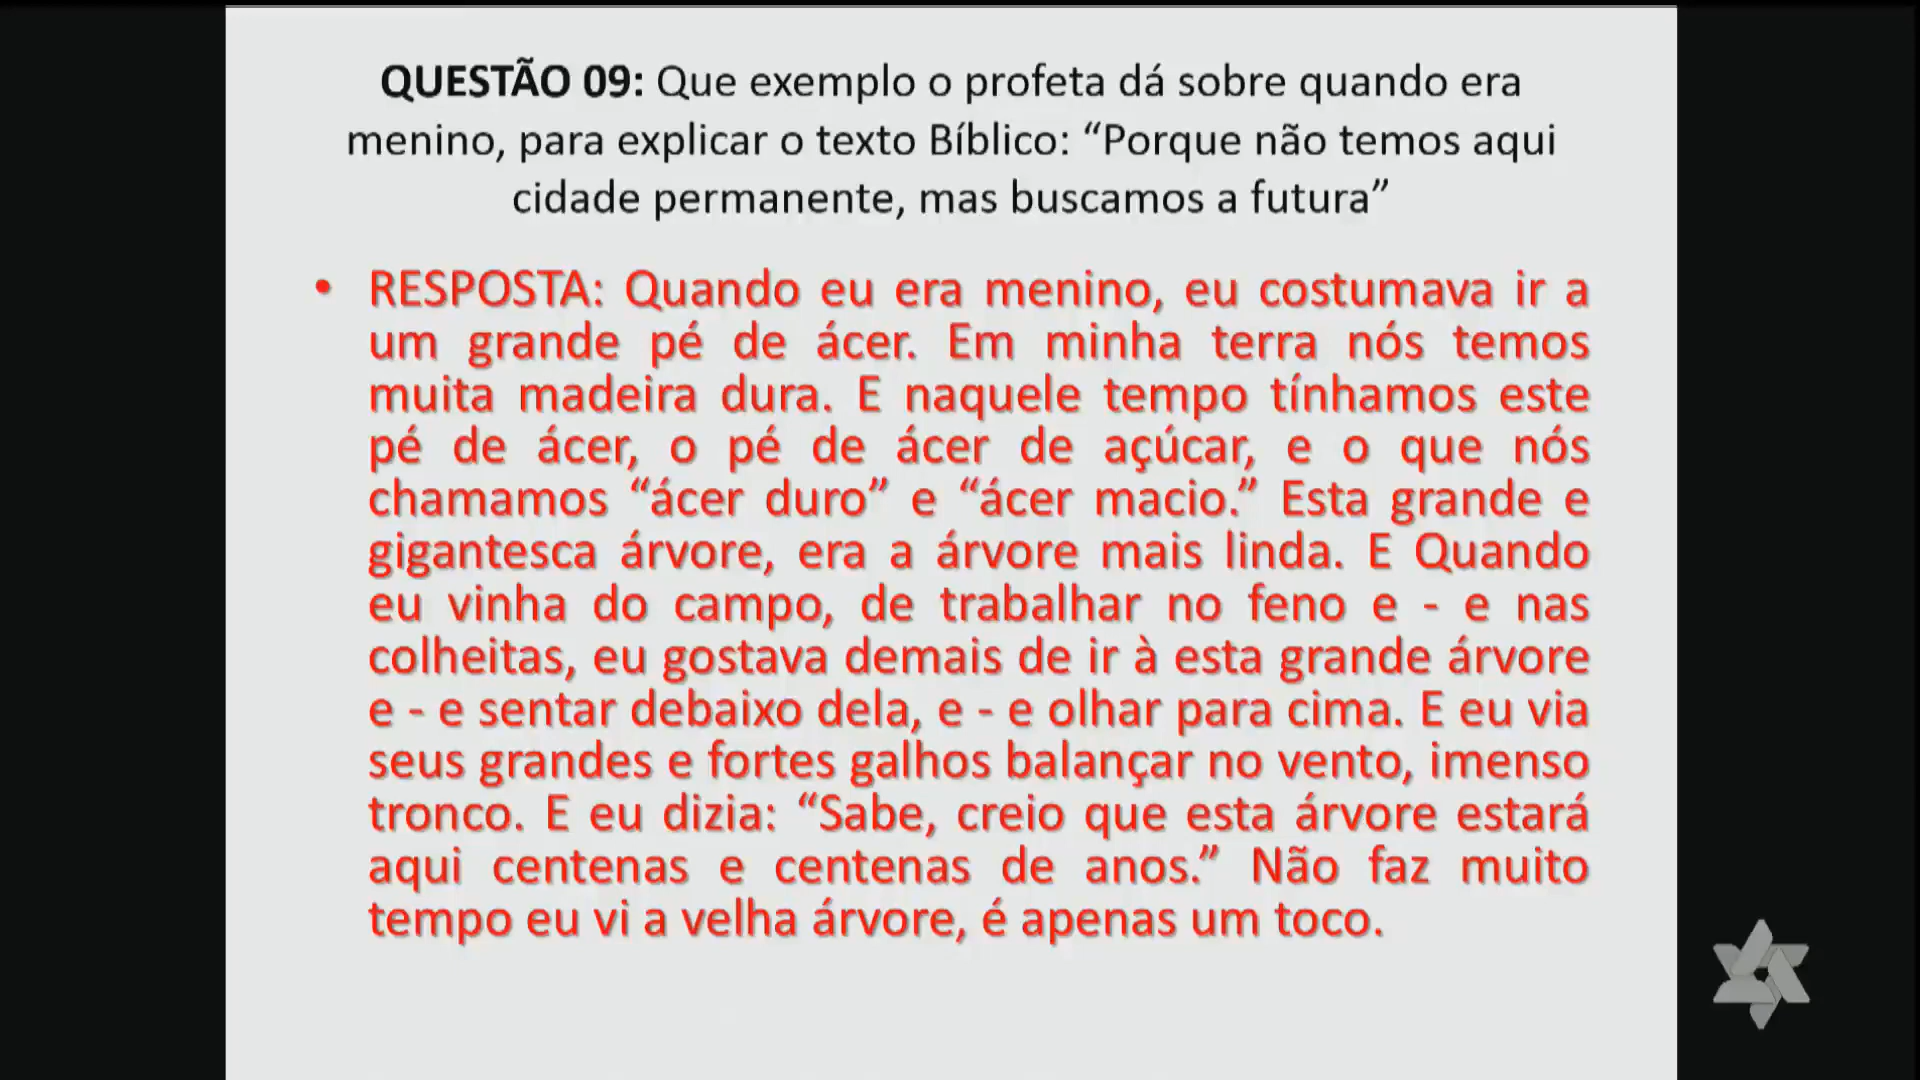 QUESTÃO 09: Que exemplo o profeta dá sobre quando era
menino, para explicar o texto Bíblico: “Porque não temos aqui
cidade permanente, mas buscamos a futura”
• RESPOSTA: Quando eu era menino, eu costumava ir a
um grande pé de ácer. Em minha terra nós temos
muita madeira dura. E naquele tempo tínhamos este
pé de ácer, o pé de ácer de açúcar, e o que nós
chamamos “ácer duro” e “ácer macio.” Esta grande e
gigantesca árvore, era a árvore mais linda. E Quando
eu vinha do campo, de trabalhar no feno e - e nas
colheitas, eu gostava demais de ir à esta grande árvore
e - e sentar debaixo dela, e - e olhar para cima. E eu via
seus grandes e fortes galhos balançar no vento, imenso
tronco. E eu dizia: “Sabe, creio que esta árvore estará
aqui centenas e centenas de anos.” Não faz muito
tempo eu vi a velha árvore, é apenas um toco.